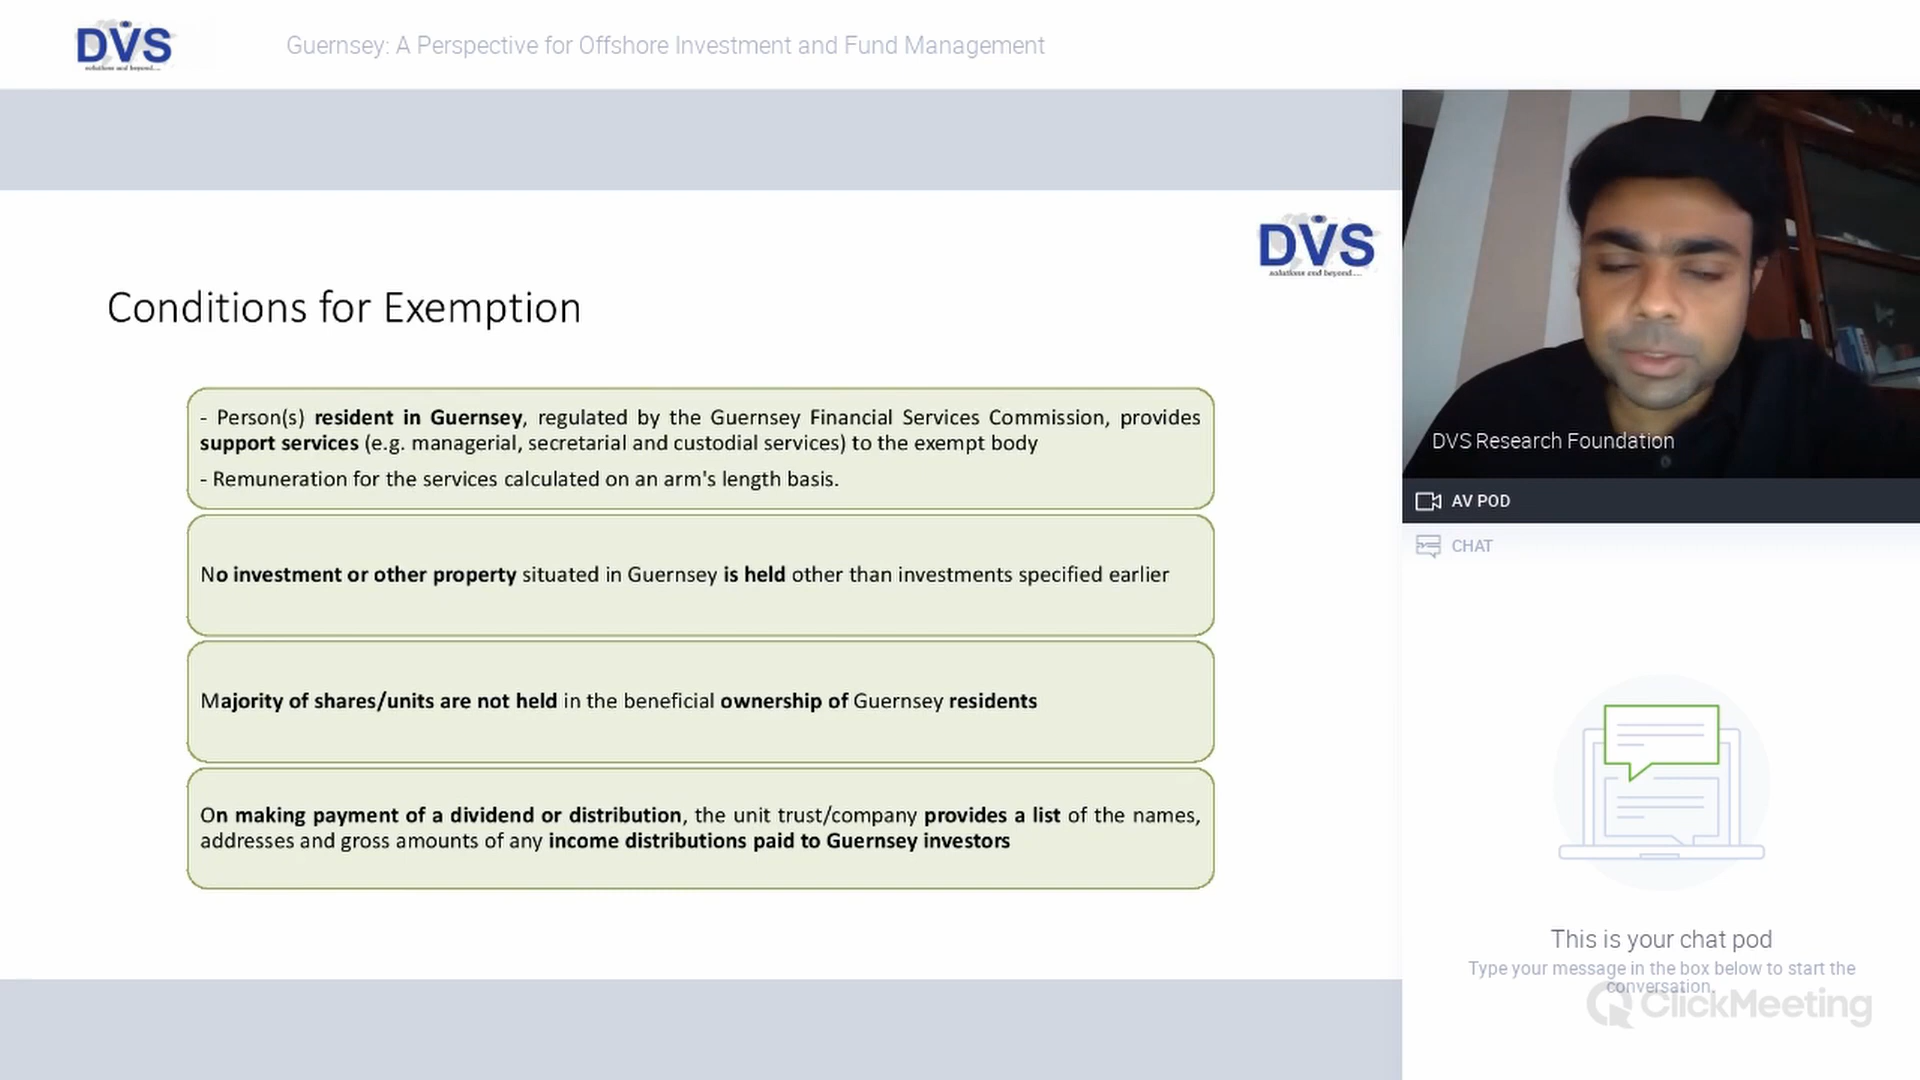 DVS
solutions and beyond....
Guernsey: A Perspective for Offshore Investment and Fund Management
DVS
solutions and beyond....
Conditions for Exemption
- Person(s) resident in Guernsey, regulated by the Guernsey Financial Services Commission, provides
support services (e.g. managerial, secretarial and custodial services) to the exempt body
- Remuneration for the services calculated on an arm's length basis.
No investment or other property situated in Guernsey is held other than investments specified earlier
Majority of shares/units are not held in the beneficial ownership of Guernsey residents
On making payment of a dividend or distribution, the unit trust/company provides a list of the names,
addresses and gross amounts of any income distributions paid to Guernsey investors
DVS Research Foundation
AV POD
CHAT
This is your chat pod
Type your message in the box below to start the
conversation.
ClickMeeting